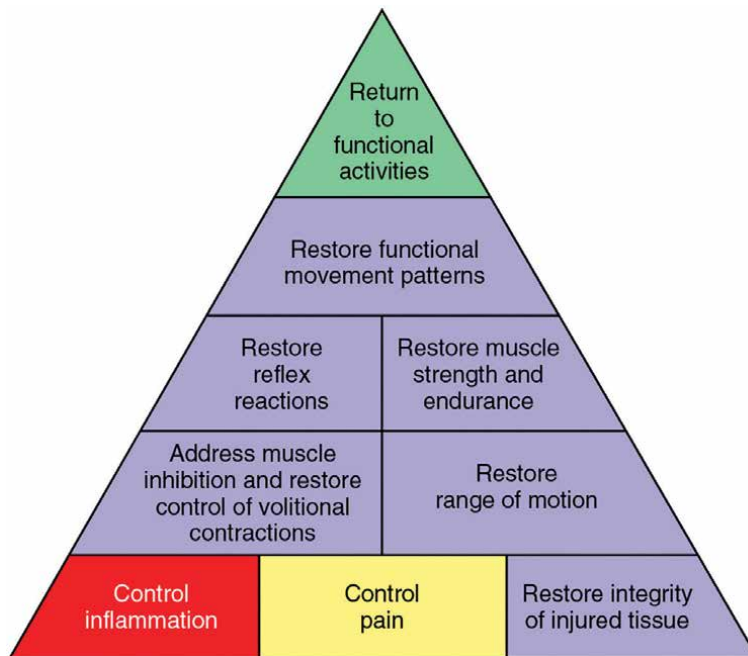 Return
to
functional
activities
Restore functional
movement patterns
Restore
reflex
reactions
Restore muscle
strength and
endurance
Address muscle
inhibition and restore
control of volitional
contractions
Restore
range of motion
Control
inflammation
Control
pain
Restore integrity
of injured tissue